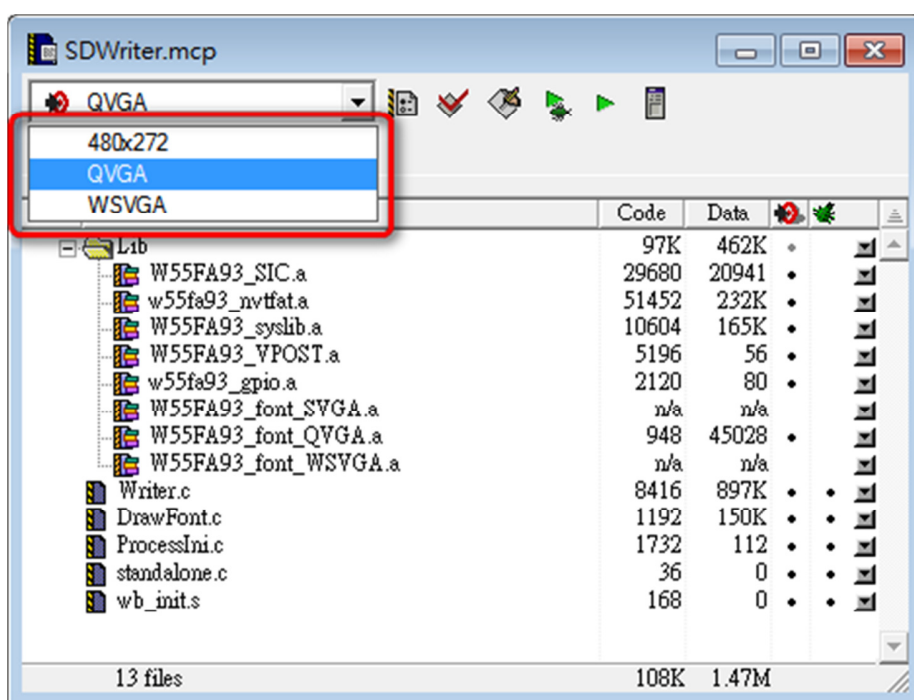 SDWriter.mcp
QVGA
480x272
QVGA
WSVGA
Code Data
Lib 97K 462K
W55FA93_SIC.a 29680 20941
w55fa93_nvtfat.a 51452 232K
W55FA93_syslib.a 10604 165K
W55FA93_VPOST.a 5196 56
w55fa93_gpio.a 2120 80
W55FA93_font_SVGA.a n/a n/a
W55FA93_font_QVGA.a 948 45028
W55FA93_font_WSVGA.a n/a n/a
Writer.c 8416 897K
DrawFont.c 1192 150K
ProcessIni.c 1732 112
standalone.c 36 0
wb_init.s 168 0
13 files 108K 1.47M